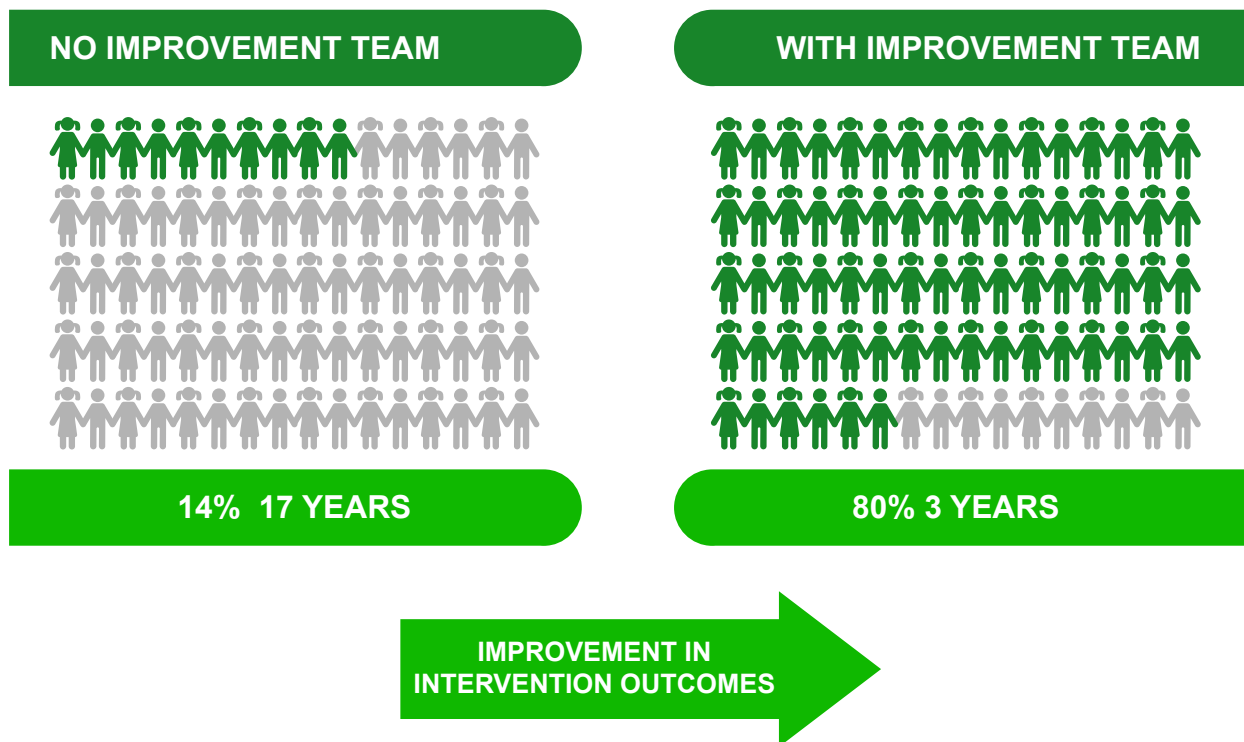 NO IMPROVEMENT TEAM
WITH IMPROVEMENT TEAM
14% 17 YEARS
80% 3 YEARS
IMPROVEMENT IN
INTERVENTION OUTCOMES